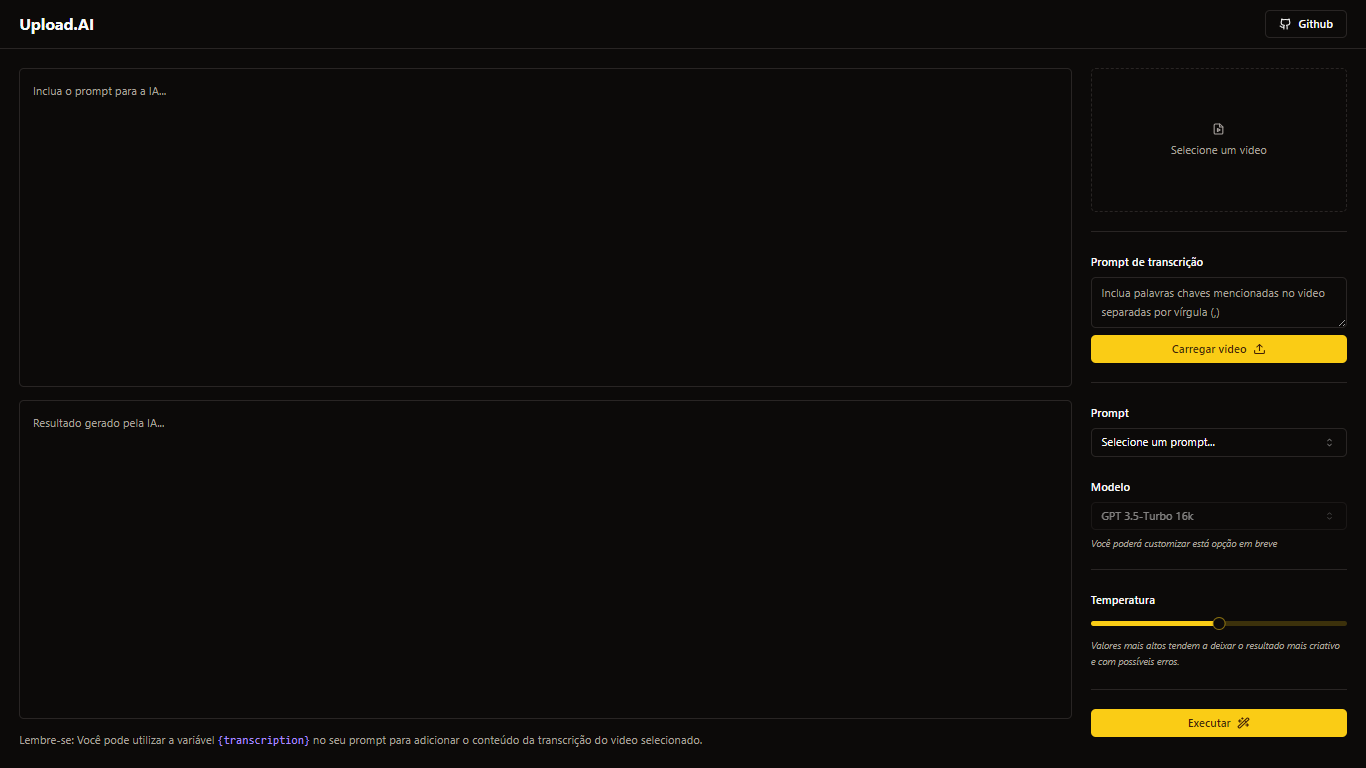 Upload.AI
Github
Inclua o prompt para a IA...
Selecione um vídeo
Prompt de transcrição
Inclua palavras chaves mencionadas no vídeo
separadas por vírgula (,)
Carregar vídeo
Resultado gerado pela IA...
Prompt
Selecione um prompt...
Modelo
GPT 3.5-Turbo 16k
Você poderá customizar está opção em breve
Temperatura
Valores mais altos tendem a deixar o resultado mais criativo
e com possíveis erros.
Executar
Lembre-se: Você pode utilizar a variável {transcription} no seu prompt para adicionar o conteúdo da transcrição do vídeo selecionado.